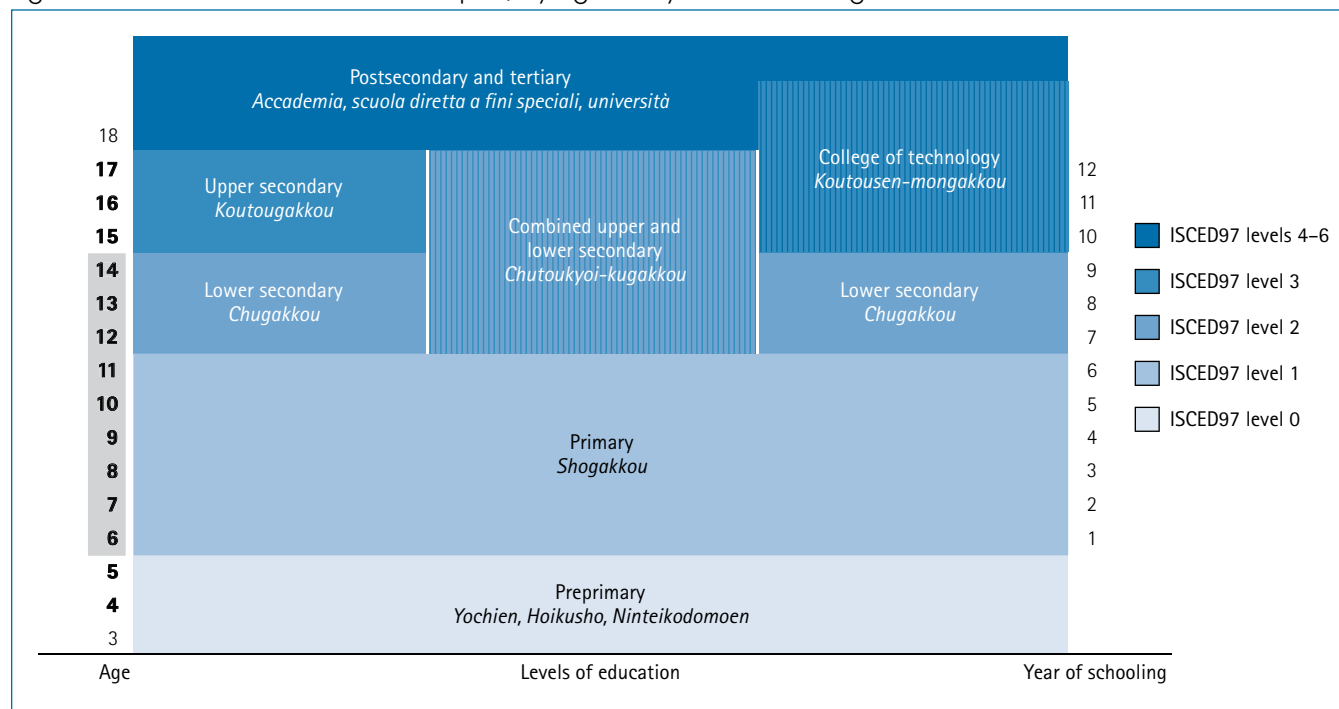 Postsecondary and tertiary
Accademia, scuola diretta a fini speciali, università
18
17
16
15
14
13
12
11
10
9
8
7
6
5
4
3
Upper secondary
Koutougakkou
Combined upper and
lower secondary
Chutoukyoi-kugakkou
College of technology
Koutousen-mongakkou
Lower secondary
Chugakkou
Lower secondary
Chugakkou
Primary
Shogakkou
Preprimary
Yochien, Hoikusho, Ninteikodomoen
12
11
10
9
8
7
6
5
4
3
2
1
ISCED97 levels 4–6
ISCED97 level 3
ISCED97 level 2
ISCED97 level 1
ISCED97 level 0
Age
Levels of education
Year of schooling